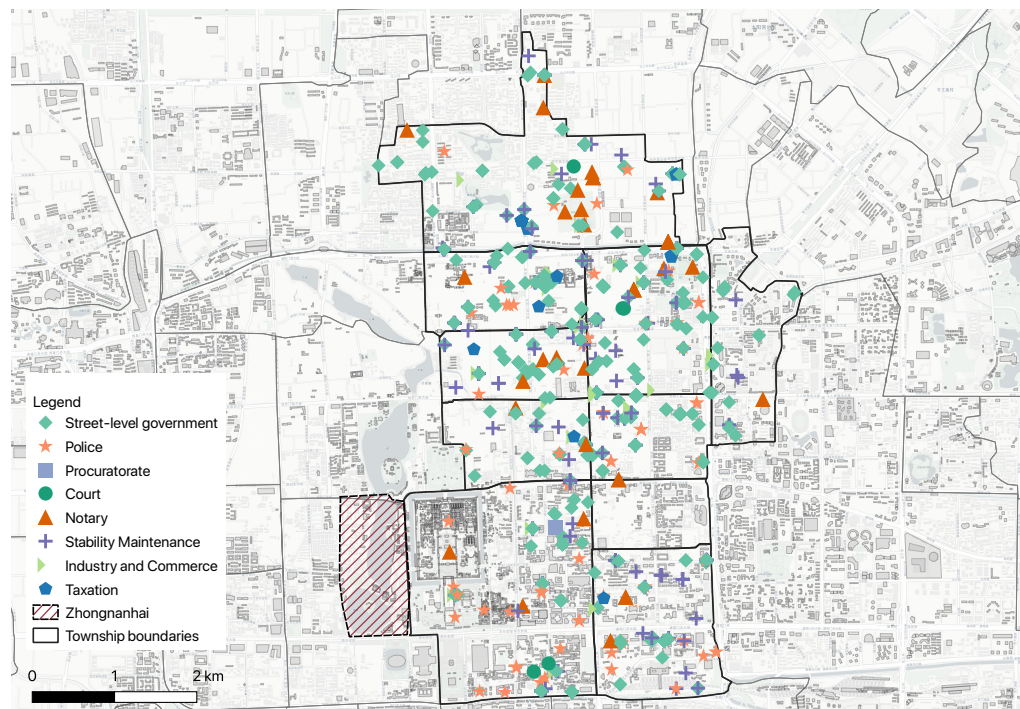 Legend
Street-level government
Police
Procuratorate
Court
Notary
Stability Maintenance
Industry and Commerce
Taxation
Zhongnanhai
Township boundaries
0 1 2 km